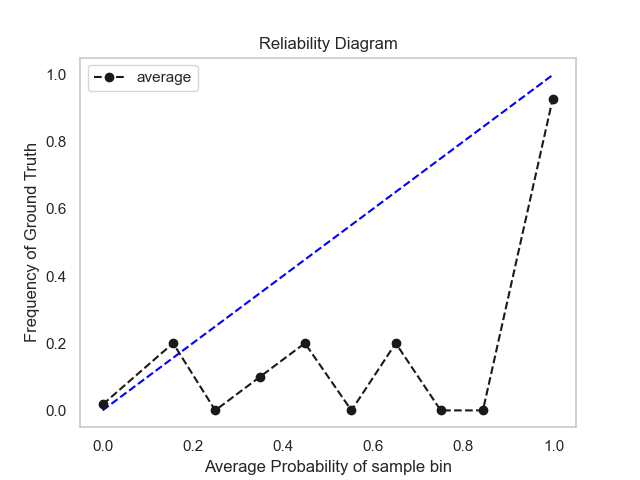 Reliability Diagram
average
1.0
0.8
0.6
0.4
0.2
0.0
Frequency of Ground Truth
0.0 0.2 0.4 0.6 0.8 1.0
Average Probability of sample bin